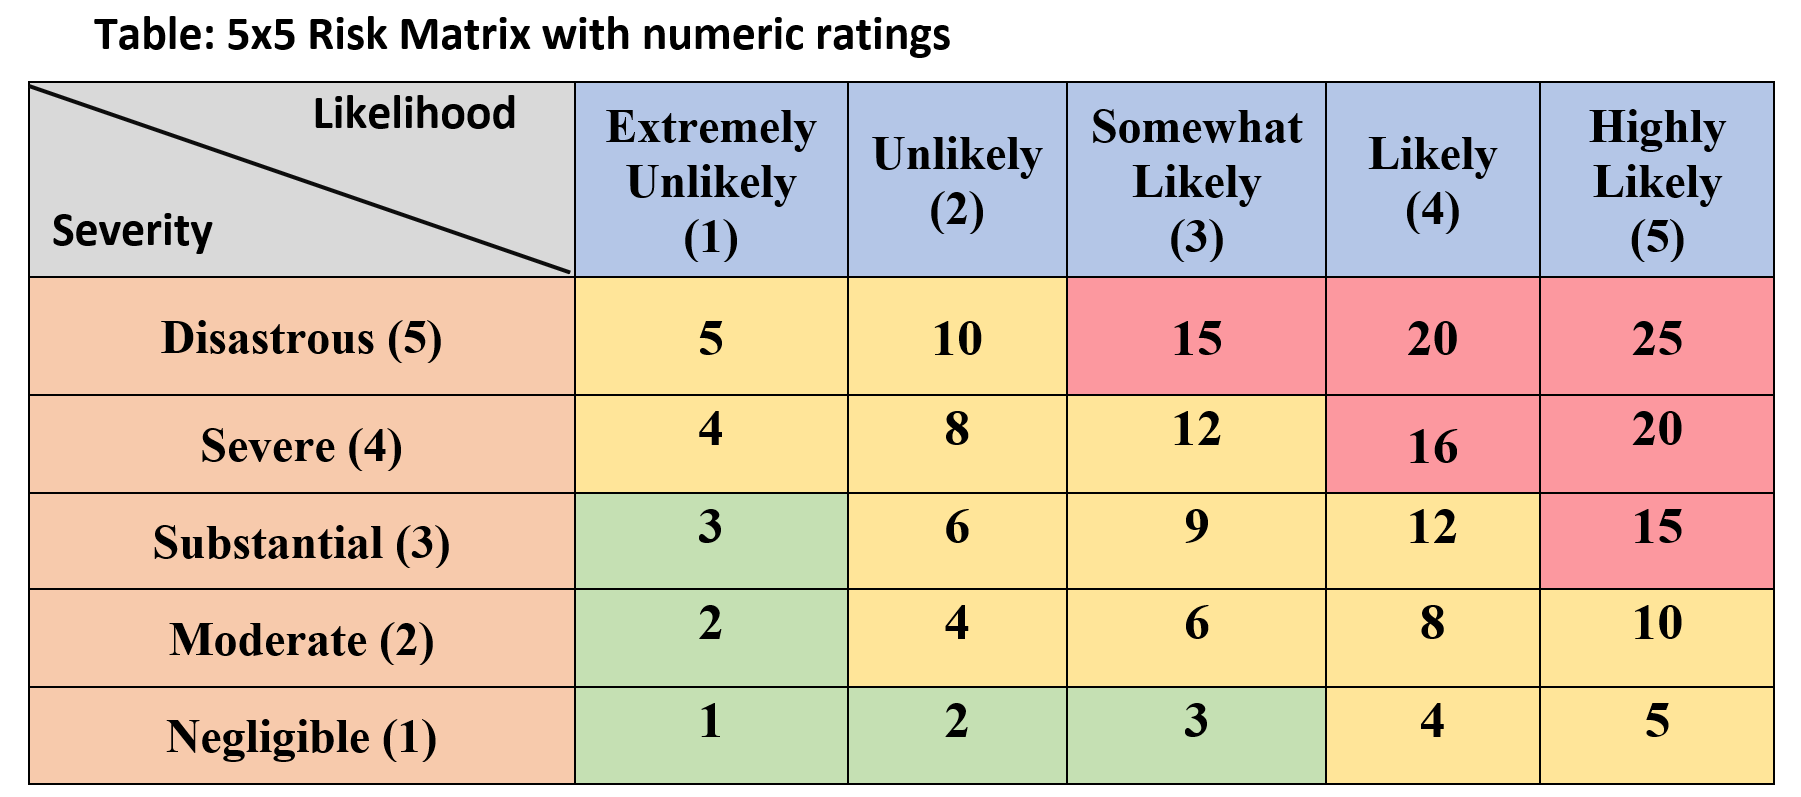 Table: 5x5 Risk Matrix with numeric ratings
Likelihood
Severity
Extremely
Unlikely
(1)
Unlikely
(2)
Somewhat
Likely
(3)
Likely
(4)
Highly
Likely
(5)
Disastrous (5) 5 10 15 20 25
Severe (4) 4 8 12 16 20
Substantial (3) 3 6 9 12 15
Moderate (2) 2 4 6 8 10
Negligible (1) 1 2 3 4 5